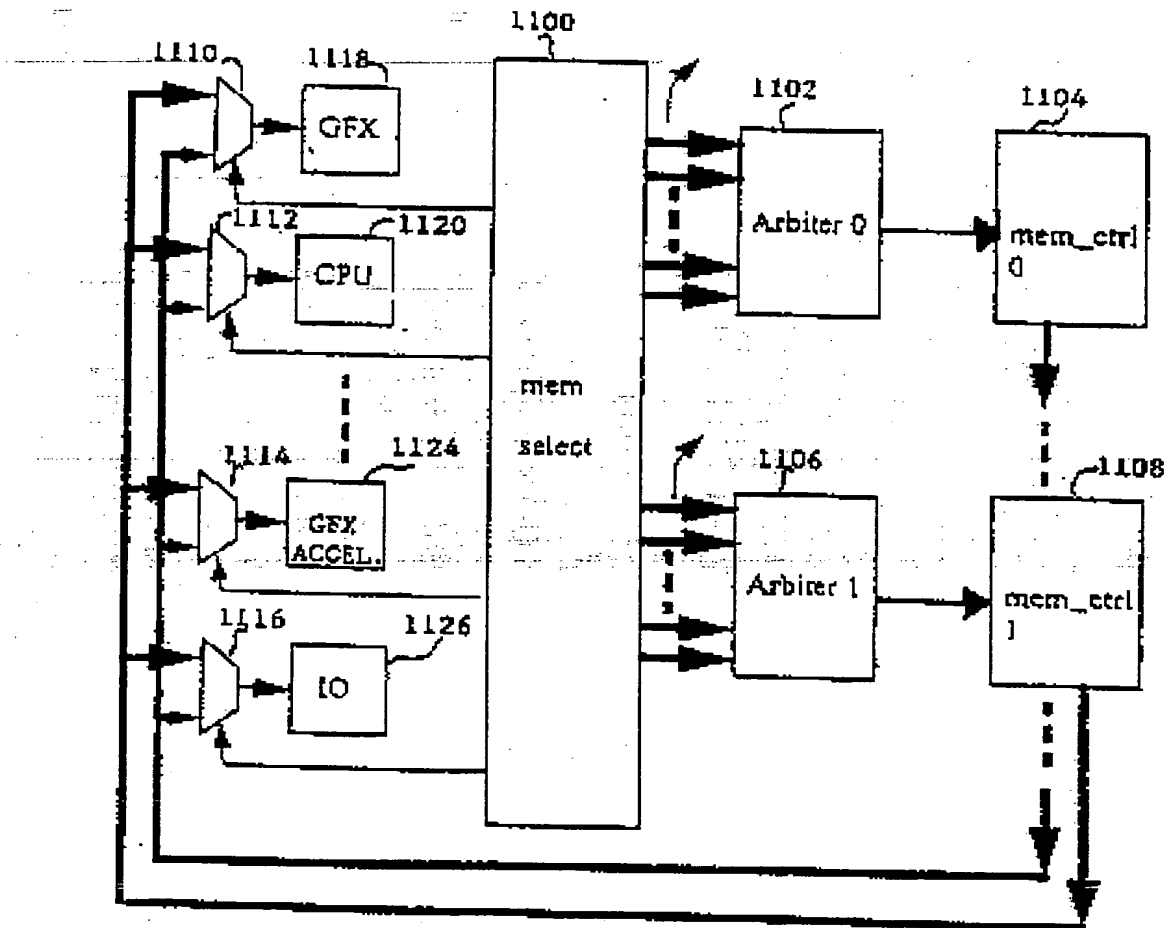 1100
1110
1118
GFX
1102
1104
Arbiter 0
mem_ctrl
0
1112
1120
CPU
mem
select
1114
1124
GFX
ACCEL.
1106
1108
Arbiter 1
mem_ctrl
1
1116
1126
IO